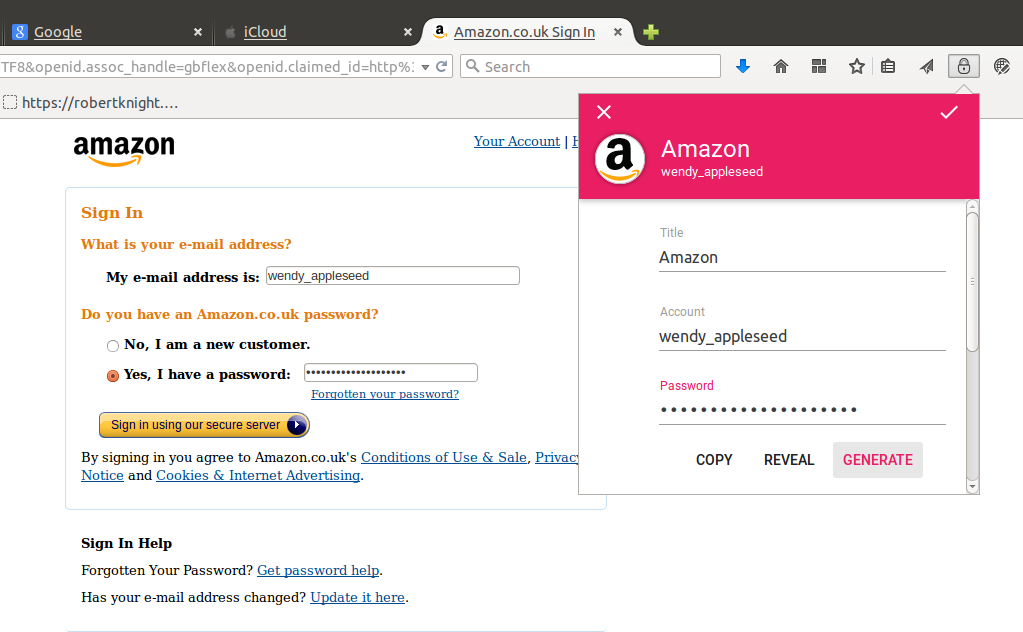 Google
iCloud
Amazon.co.uk Sign In
TF8&openid.assoc_handle=gbflex&openid.claimed_id=http%
Search
https://robertknight....
amazon
Your Account |
Sign In
What is your e-mail address?
My e-mail address is: wendy_appleseed
Do you have an Amazon.co.uk password?
No, I am a new customer.
Yes, I have a password: ••••••••••••••••••••
Forgotten your password?
Sign in using our secure server
By signing in you agree to Amazon.co.uk's Conditions of Use & Sale, Privacy
Notice and Cookies & Internet Advertising.
Sign In Help
Forgotten Your Password? Get password help.
Has your e-mail address changed? Update it here.
a
Amazon
wendy_appleseed
Title
Amazon
Account
wendy_appleseed
Password
••••••••••••••••••••
COPY REVEAL GENERATE